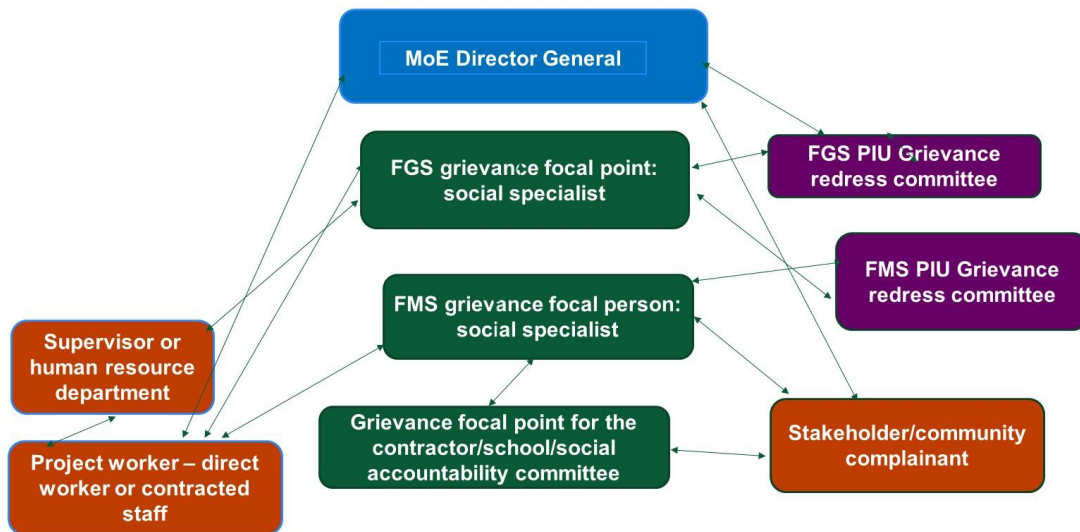 MoE Director General
FGS grievance focal point:
social specialist
FGS PIU Grievance
redress committee
FMS PIU Grievance
redress committee
FMS grievance focal person:
social specialist
Supervisor or
human resource
department
Grievance focal point for the
contractor/school/social
accountability committee
Stakeholder/community
complainant
Project worker – direct
worker or contracted
staff